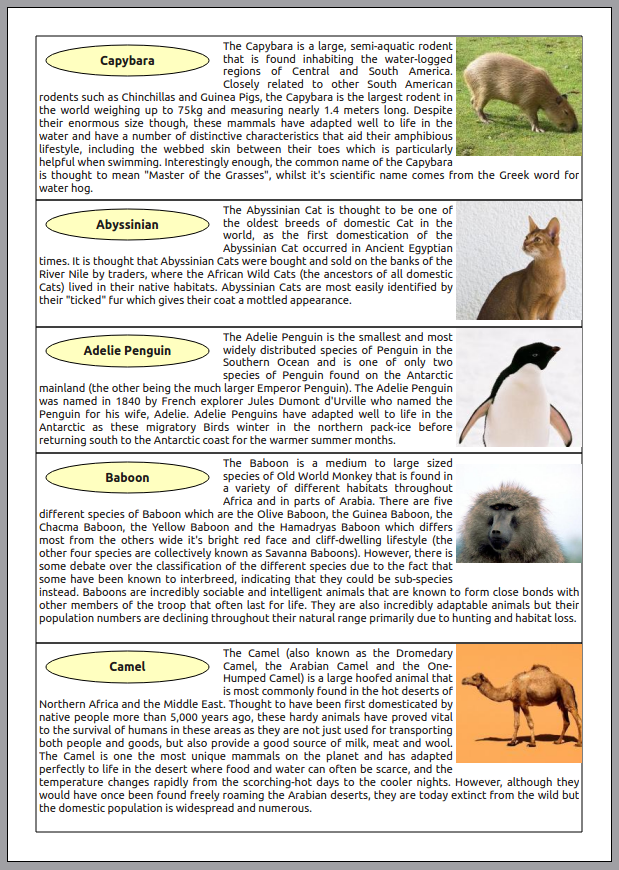 Capybara
The Capybara is a large, semi-aquatic rodent
that is found inhabiting the water-logged
regions of Central and South America.
Closely related to other South American
rodents such as Chinchillas and Guinea Pigs, the Capybara is the largest rodent in
the world weighing up to 75kg and measuring nearly 1.4 meters long. Despite
their enormous size though, these mammals have adapted well to life in the
water and have a number of distinctive characteristics that aid their amphibious
lifestyle, including the webbed skin between their toes which is particularly
helpful when swimming. Interestingly enough, the common name of the Capybara
is thought to mean "Master of the Grasses", whilst it's scientific name comes from the Greek word for
water hog.
Abyssinian
The Abyssinian Cat is thought to be one of
the oldest breeds of domestic Cat in the
world, as the first domestication of the
Abyssinian Cat occurred in Ancient Egyptian
times. It is thought that Abyssinian Cats were bought and sold on the banks of the
River Nile by traders, where the African Wild Cats (the ancestors of all domestic
Cats) lived in their native habitats. Abyssinian Cats are most easily identified by
their "ticked" fur which gives their coat a mottled appearance.
Adelie Penguin
The Adelie Penguin is the smallest and most
widely distributed species of Penguin in the
Southern Ocean and is one of only two
species of Penguin found on the Antarctic
mainland (the other being the much larger Emperor Penguin). The Adelie Penguin
was named in 1840 by French explorer Jules Dumont d'Urville who named the
Penguin for his wife, Adelie. Adelie Penguins have adapted well to life in the
Antarctic as these migratory Birds winter in the northern pack-ice before
returning south to the Antarctic coast for the warmer summer months.
Baboon
The Baboon is a medium to large sized
species of Old World Monkey that is found in
a variety of different habitats throughout
Africa and in parts of Arabia. There are five
different species of Baboon which are the Olive Baboon, the Guinea Baboon, the
Chacma Baboon, the Yellow Baboon and the Hamadryas Baboon which differs
most from the others wide it's bright red face and cliff-dwelling lifestyle (the
other four species are collectively known as Savanna Baboons). However, there is
some debate over the classification of the different species due to the fact that
some have been known to interbreed, indicating that they could be sub-species
instead. Baboons are incredibly sociable and intelligent animals that are known to form close bonds with
other members of the troop that often last for life. They are also incredibly adaptable animals but their
population numbers are declining throughout their natural range primarily due to hunting and habitat loss.
Camel
The Camel (also known as the Dromedary
Camel, the Arabian Camel and the One-
Humped Camel) is a large hoofed animal that
is most commonly found in the hot deserts of
Northern Africa and the Middle East. Thought to have been first domesticated by
native people more than 5,000 years ago, these hardy animals have proved vital
to the survival of humans in these areas as they are not just used for transporting
both people and goods, but also provide a good source of milk, meat and wool.
The Camel is one the most unique mammals on the planet and has adapted
perfectly to life in the desert where food and water can often be scarce, and the
temperature changes rapidly from the scorching-hot days to the cooler nights. However, although they
would have once been found freely roaming the Arabian deserts, they are today extinct from the wild but
the domestic population is widespread and numerous.